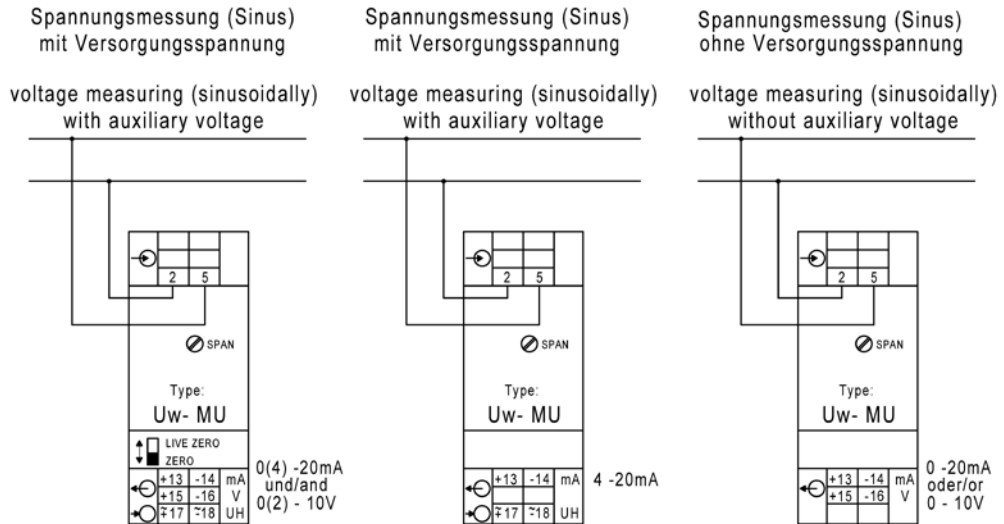 Spannungsmessung (Sinus)
mit Versorgungsspannung
voltage measuring (sinusoidally)
with auxiliary voltage
2 5
SPAN
Type:
Uw- MU
LIVE ZERO
ZERO
+13 -14 mA
+15 -16 V
∓17 ~18 UH
0(4) -20mA
und/and
0(2) - 10V
Spannungsmessung (Sinus)
mit Versorgungsspannung
voltage measuring (sinusoidally)
with auxiliary voltage
2 5
SPAN
Type:
Uw- MU
+13 -14 mA
∓17 ~18 UH
4 -20mA
Spannungsmessung (Sinus)
ohne Versorgungsspannung
voltage measuring (sinusoidally)
without auxiliary voltage
2 5
SPAN
Type:
Uw- MU
+13 -14 mA
+15 -16 V
0 -20mA
oder/or
0 - 10V